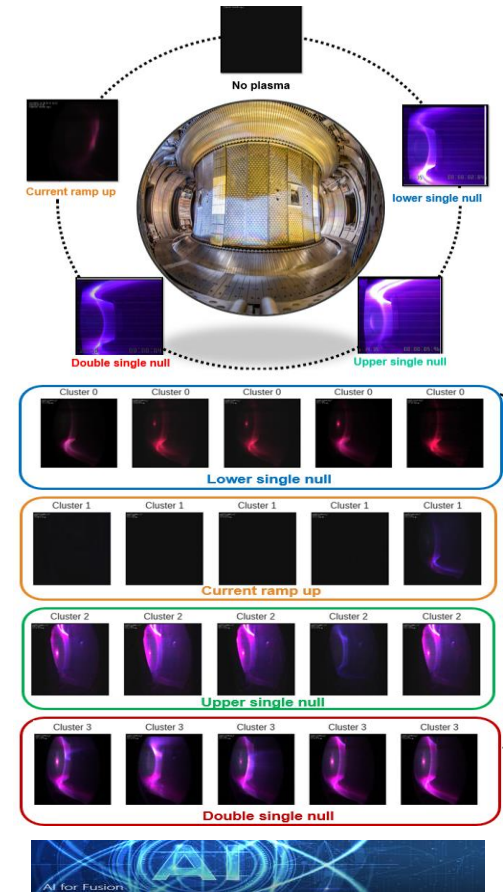 No plasma
Current ramp up
lower single null
Double single null
Upper single null
Cluster 0 Cluster 0 Cluster 0 Cluster 0 Cluster 0
Lower single null
Cluster 1 Cluster 1 Cluster 1 Cluster 1 Cluster 1
Current ramp up
Cluster 2 Cluster 2 Cluster 2 Cluster 2 Cluster 2
Upper single null
Cluster 3 Cluster 3 Cluster 3 Cluster 3 Cluster 3
Double single null
AI
AI for Fusion